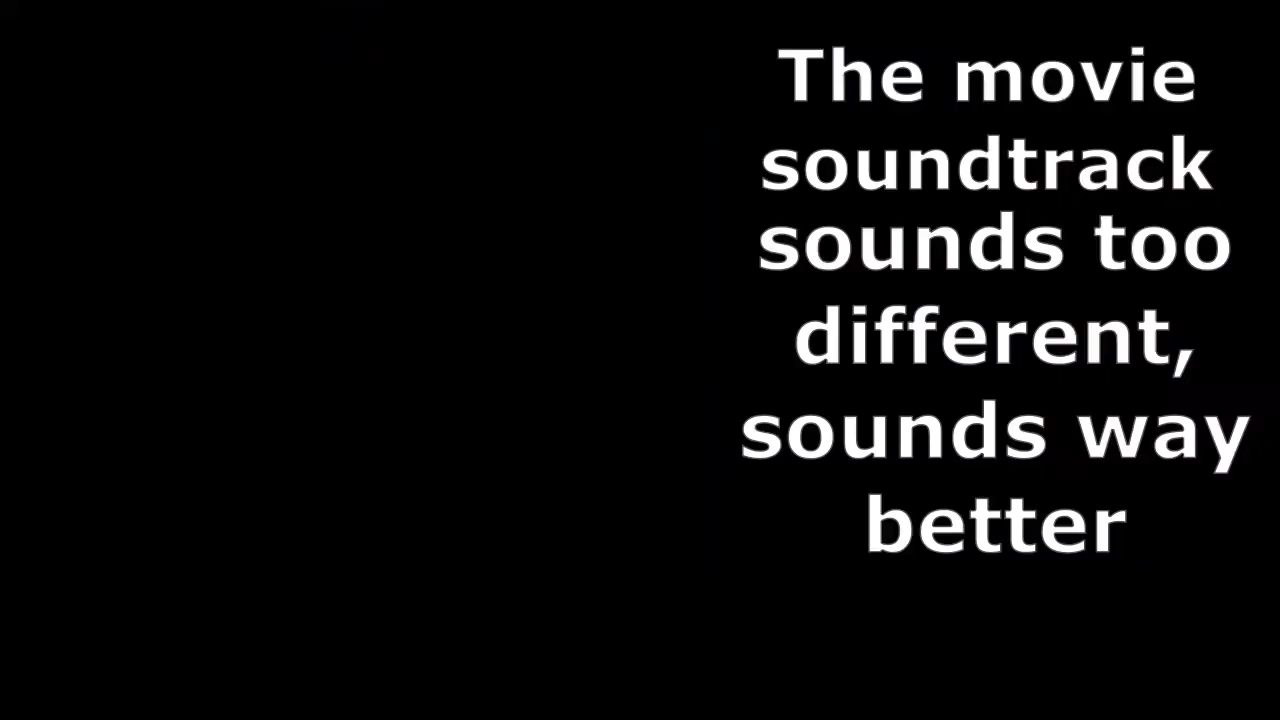 The movie
soundtrack
sounds too
different,
sounds way
better